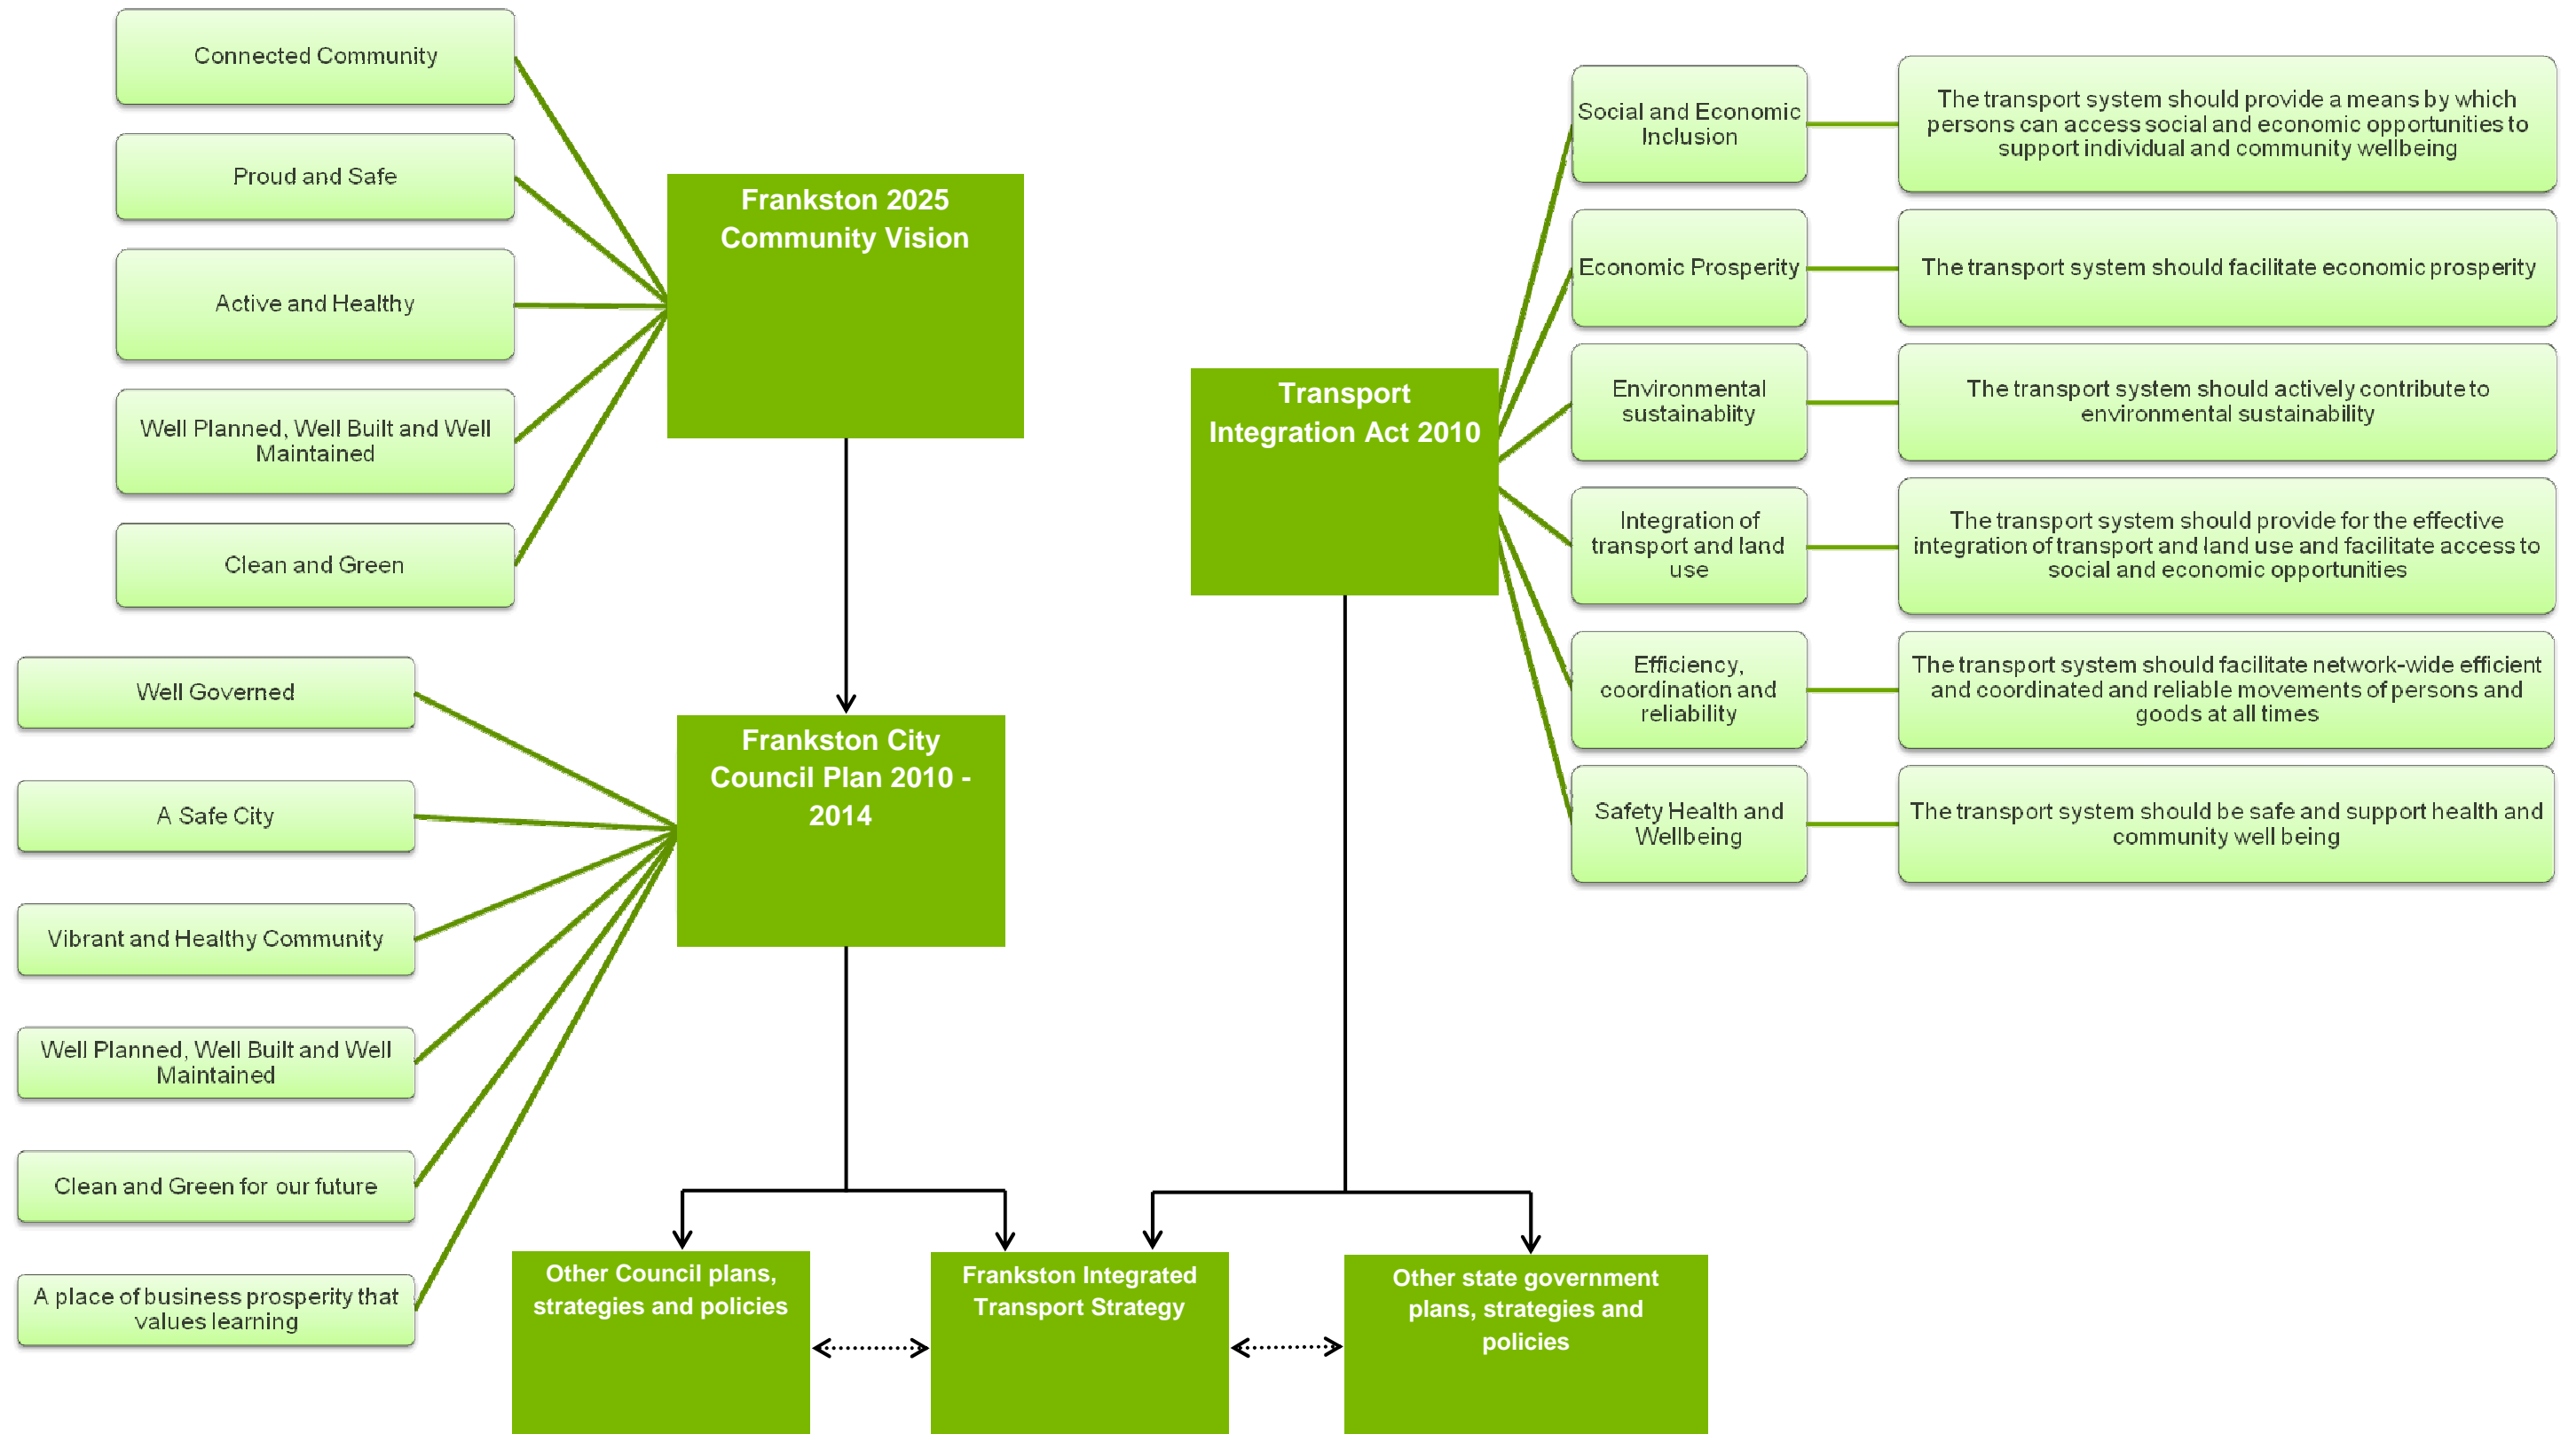 Connected Community
Proud and Safe
Active and Healthy
Well Planned, Well Built and Well
Maintained
Clean and Green
Frankston 2025
Community Vision
Well Governed
A Safe City
Vibrant and Healthy Community
Well Planned, Well Built and Well
Maintained
Clean and Green for our future
A place of business prosperity that
values learning
Frankston City
Council Plan 2010 -
2014
Transport
Integration Act 2010
Social and Economic
Inclusion
The transport system should provide a means by which
persons can access social and economic opportunities to
support individual and community wellbeing
Economic Prosperity
The transport system should facilitate economic prosperity
Environmental
sustainablity
The transport system should actively contribute to
environmental sustainability
Integration of
transport and land
use
The transport system should provide for the effective
integration of transport and land use and facilitate access to
social and economic opportunities
Efficiency,
coordination and
reliability
The transport system should facilitate network-wide efficient
and coordinated and reliable movements of persons and
goods at all times
Safety Health and
Wellbeing
The transport system should be safe and support health and
community well being
Other Council plans,
strategies and policies
Frankston Integrated
Transport Strategy
Other state government
plans, strategies and
policies